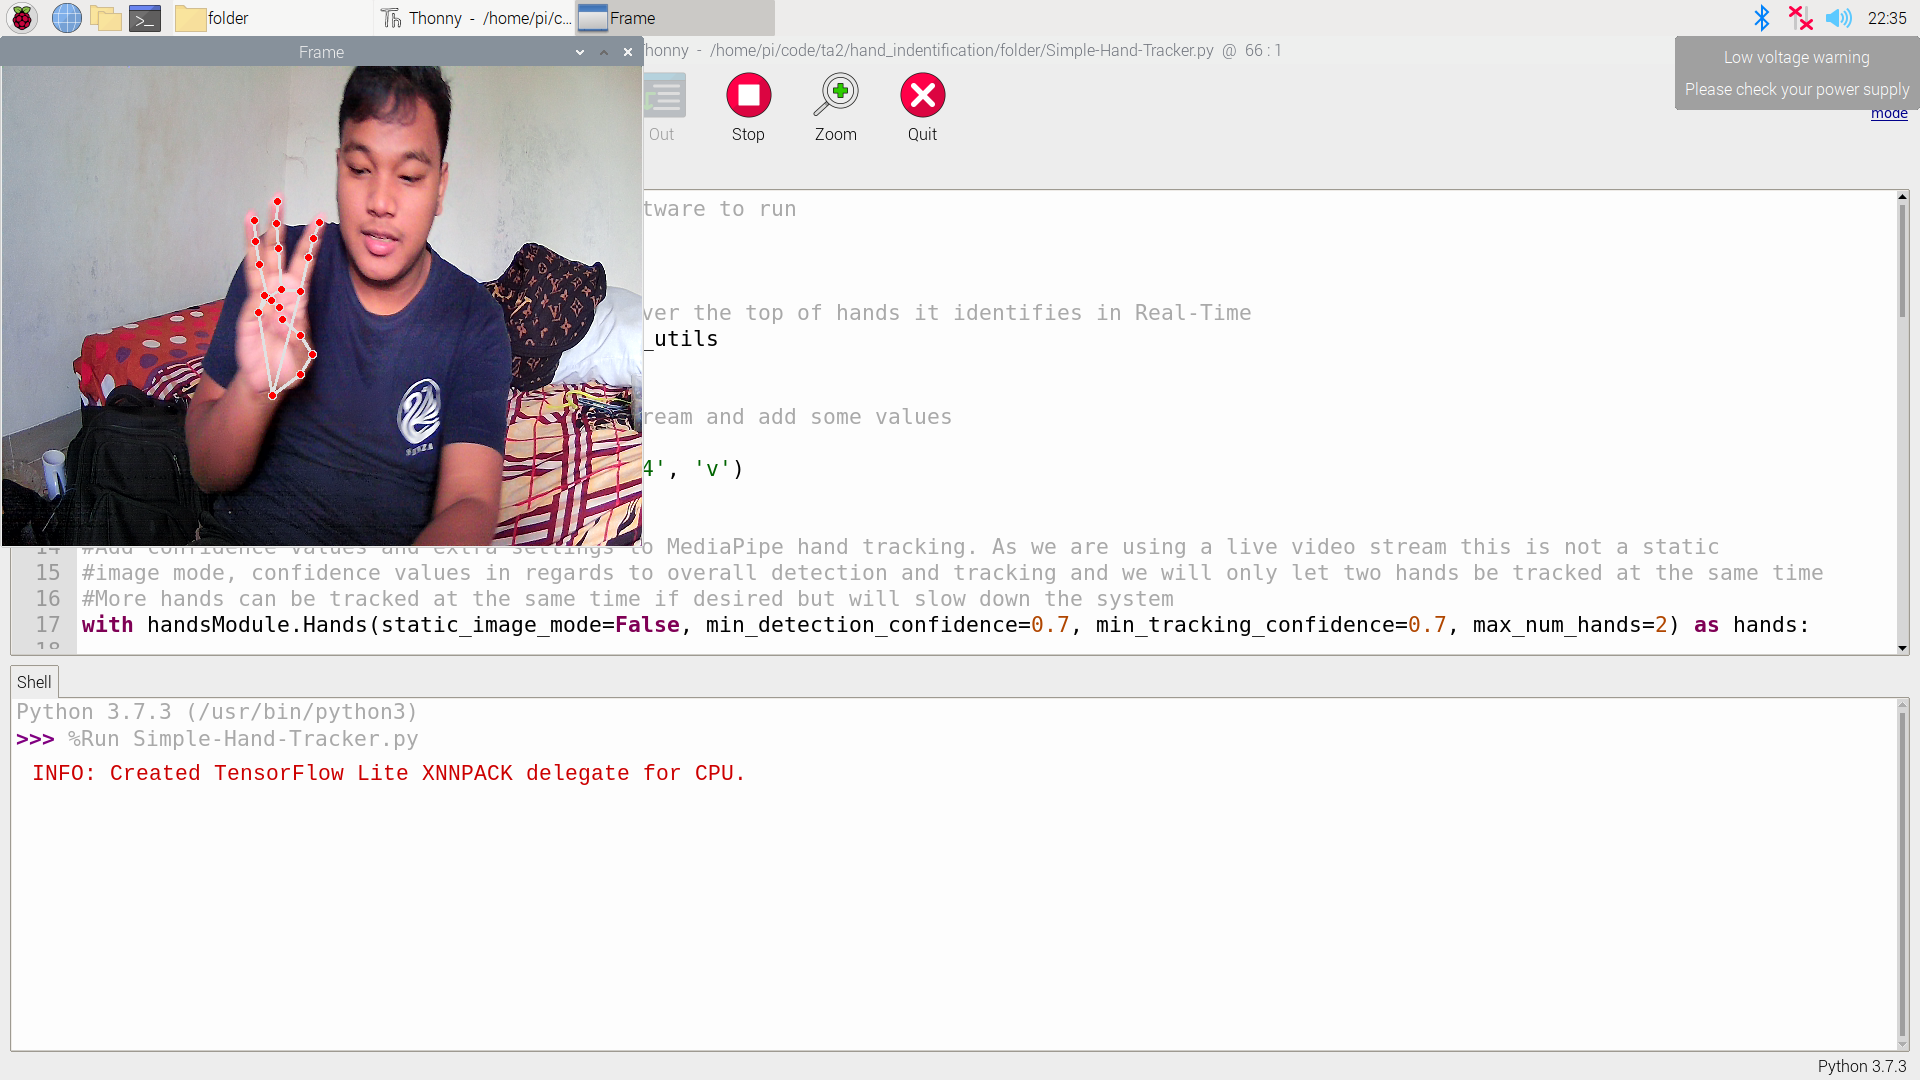 folder
Thonny - /home/pi/c...
Frame
22:35
Frame
Thonny - /home/pi/code/ta2/hand_indentification/folder/Simple-Hand-Tracker.py @ 66 : 1
Low voltage warning
Please check your power supply
mode
Out
Stop
Zoom
Quit
tware to run
ver the top of hands it identifies in Real-Time
_utils
ream and add some values
4', 'v')
14 #Add confidence values and extra settings to MediaPipe hand tracking. As we are using a live video stream this is not a static
15 #image mode, confidence values in regards to overall detection and tracking and we will only let two hands be tracked at the same time
16 #More hands can be tracked at the same time if desired but will slow down the system
17 with handsModule.Hands(static_image_mode=False, min_detection_confidence=0.7, min_tracking_confidence=0.7, max_num_hands=2) as hands:
18
Shell
Python 3.7.3 (/usr/bin/python3)
>>> %Run Simple-Hand-Tracker.py
INFO: Created TensorFlow Lite XNNPACK delegate for CPU.
Python 3.7.3